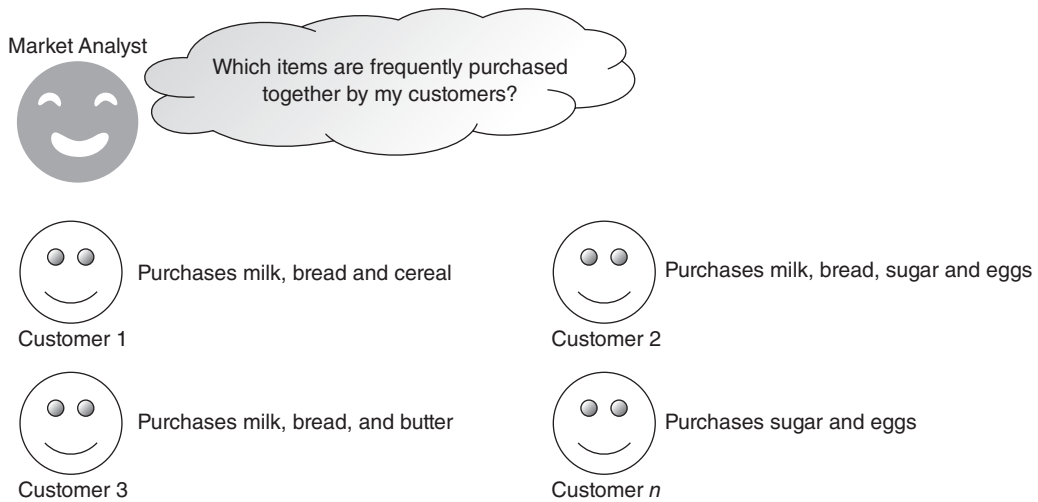 Market Analyst
Which items are frequently purchased
together by my customers?
Purchases milk, bread and cereal
Customer 1
Purchases milk, bread, sugar and eggs
Customer 2
Purchases milk, bread, and butter
Customer 3
Purchases sugar and eggs
Customer n